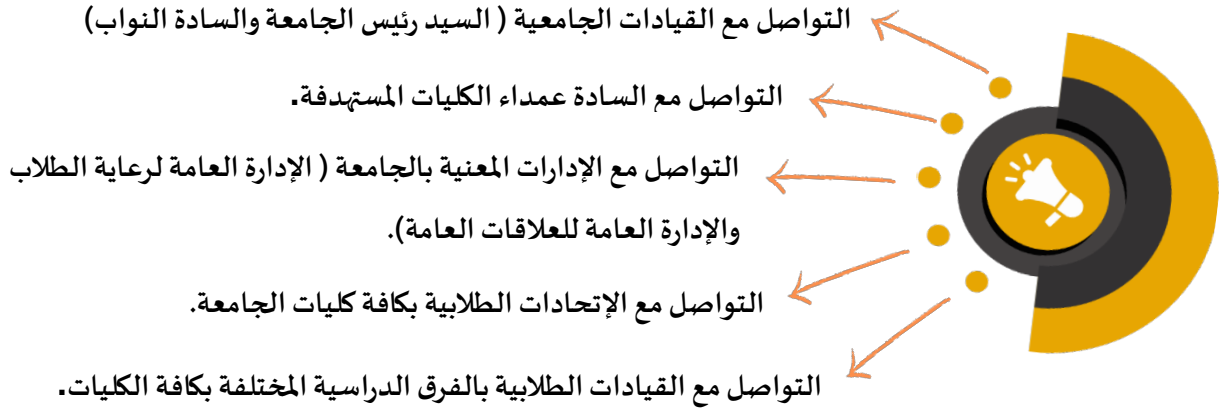 التواصل مع القيادات الجامعية ( السيد رئيس الجامعة والسادة النواب)
التواصل مع السادة عمداء الكليات المستهدفة.
التواصل مع الإدارات المعنية بالجامعة ( الإدارة العامة لرعاية الطلاب
والإدارة العامة للعلاقات العامة).
التواصل مع الإتحادات الطلابية بكافة كليات الجامعة.
التواصل مع القيادات الطلابية بالفرق الدراسية المختلفة بكافة الكليات.